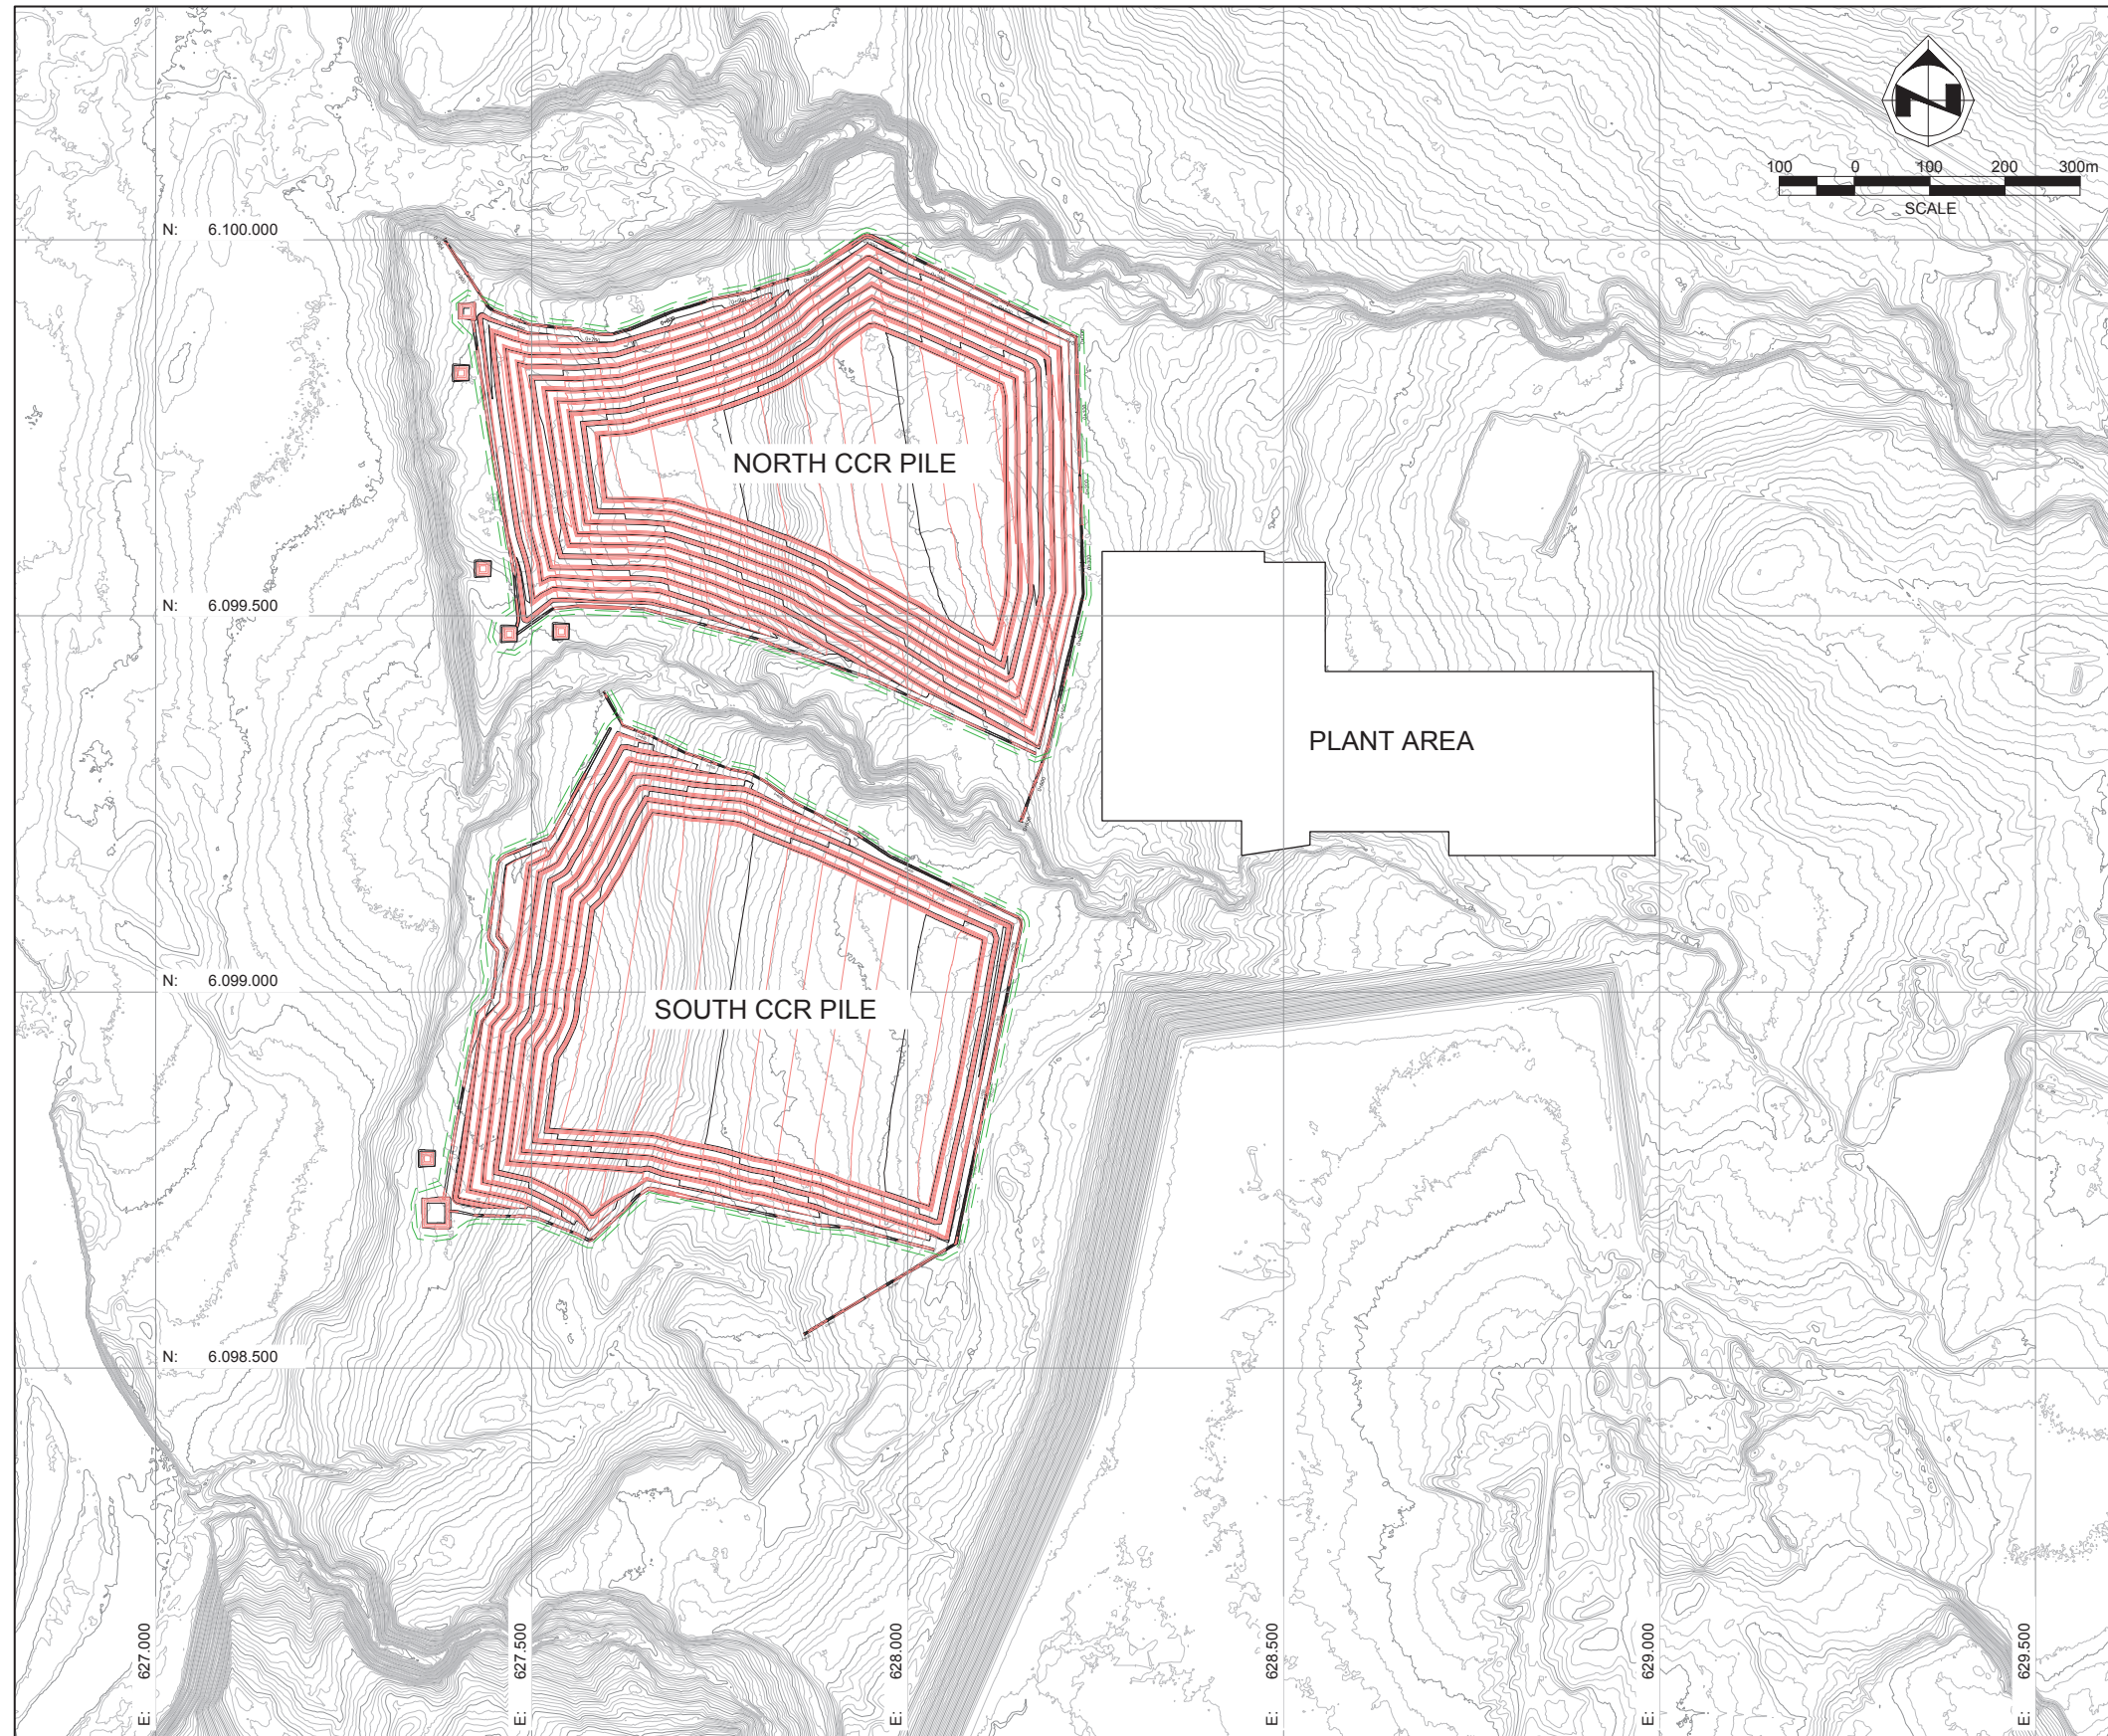 N
100 0 100 200 300m
SCALE
N: 6.100.000
NORTH CCR PILE
N: 6.099.500
PLANT AREA
N: 6.099.000
SOUTH CCR PILE
N: 6.098.500
E: 627.000
E: 627.500
E: 628.000
E: 628.500
E: 629.000
E: 629.500